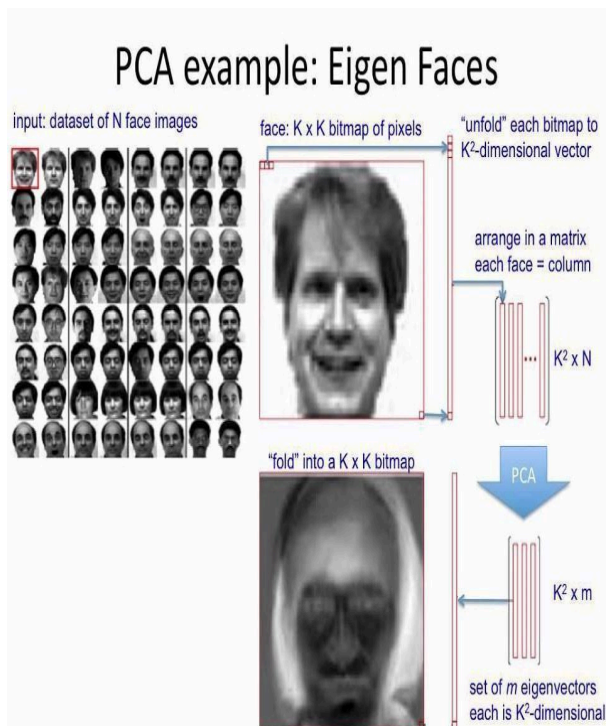 PCA example: Eigen Faces
input: dataset of N face images
face: K x K bitmap of pixels
“unfold” each bitmap to
K²-dimensional vector
arrange in a matrix
each face = column
...
K² x N
PCA
“fold” into a K x K bitmap
K² x m
set of m eigenvectors
each is K²-dimensional